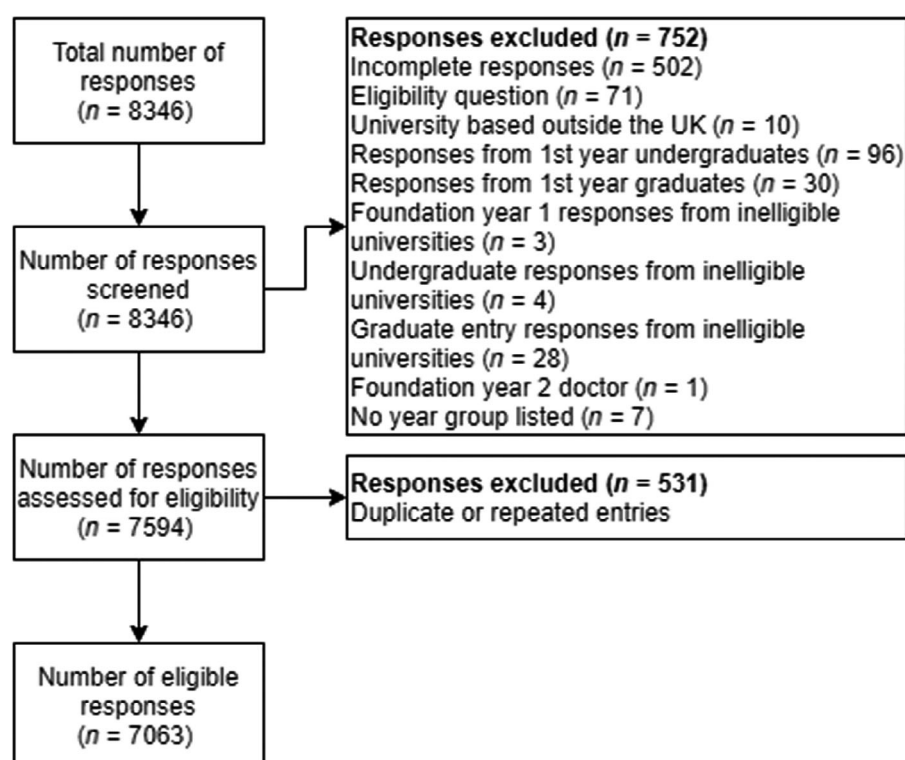 Total number of
responses
(n = 8346)
Number of responses
screened
(n = 8346)
Number of responses
assessed for eligibility
(n = 7594)
Number of eligible
responses
(n = 7063)
Responses excluded (n = 752)
Incomplete responses (n = 502)
Eligibility question (n = 71)
University based outside the UK (n = 10)
Responses from 1st year undergraduates (n = 96)
Responses from 1st year graduates (n = 30)
Foundation year 1 responses from inelligible
universities (n = 3)
Undergraduate responses from inelligible
universities (n = 4)
Graduate entry responses from inelligible
universities (n = 28)
Foundation year 2 doctor (n = 1)
No year group listed (n = 7)
Responses excluded (n = 531)
Duplicate or repeated entries